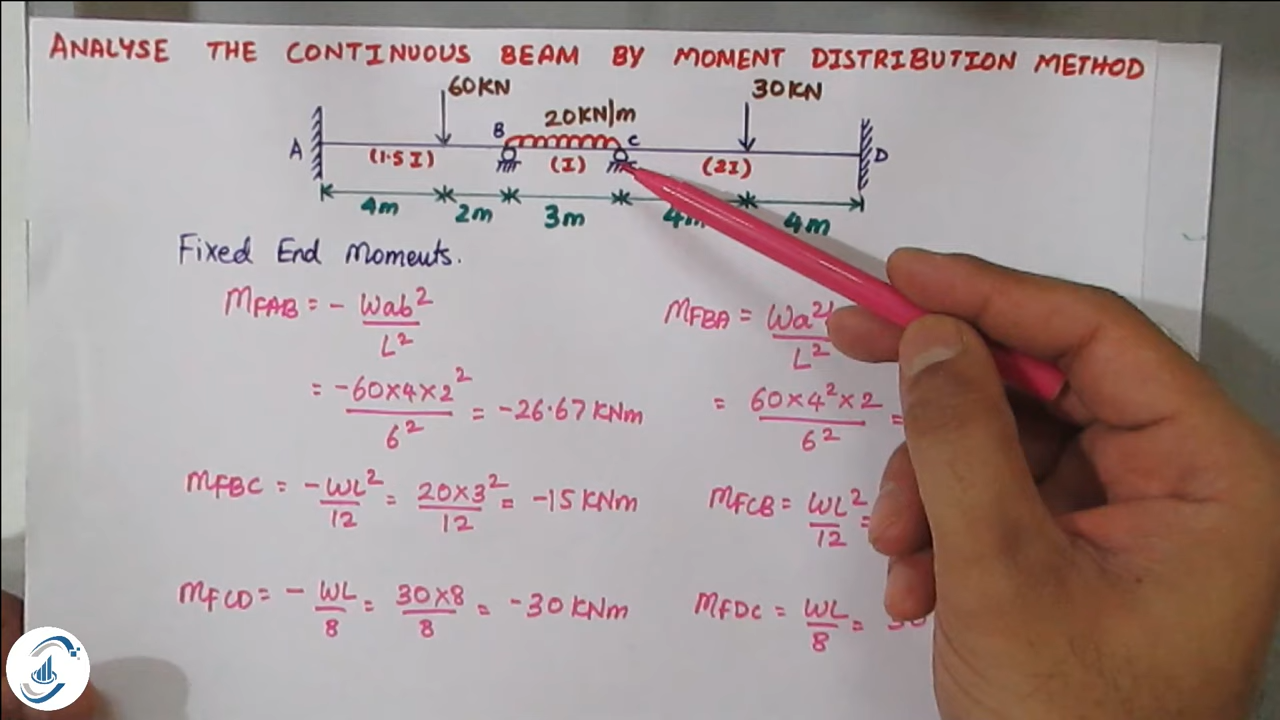 ANALYSE THE CONTINUOUS BEAM BY MOMENT DISTRIBUTION METHOD
60KN 30KN
20KN/m
A B C D
(1.5I) (I) (2I)
4m 2m 3m 4m 4m
Fixed End Moments.
MFAB = - Wab²/L²
MFBA = Wa²
L²
= -60×4×2²/6² = -26.67 KNm
= 60×4²×2/6² =
MFBC = -WL²/12 = 20×3²/12 = -15 KNm
MFCB = WL²/12 =
MFCD = - WL/8 = 30×8/8 = -30 KNm
MFDC = WL/8 =